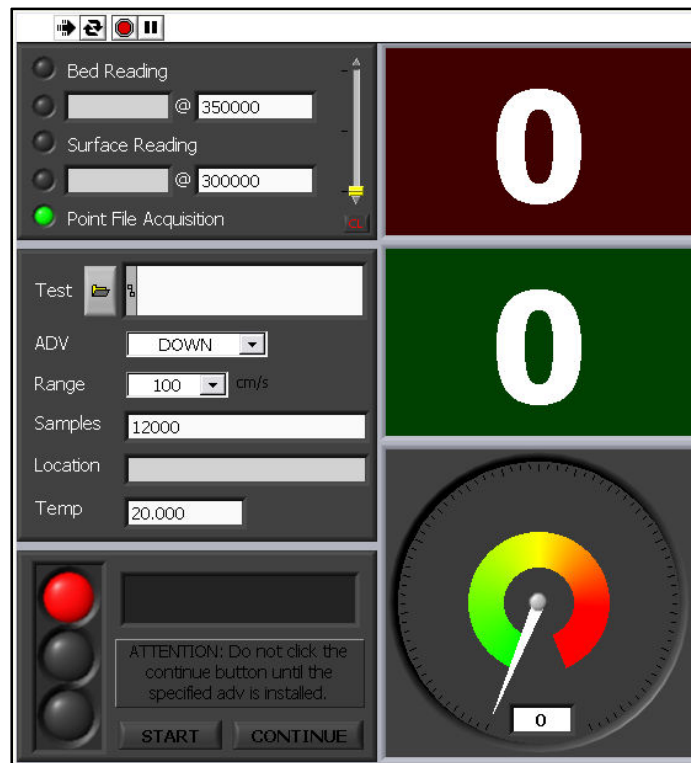 Bed Reading
@ 350000
Surface Reading
@ 300000
Point File Acquisition
CL
0
Test
ADV DOWN
Range 100 cm/s
Samples 12000
Location
Temp 20.000
0
ATTENTION: Do not click the
continue button until the
specified adv is installed.
START CONTINUE
0